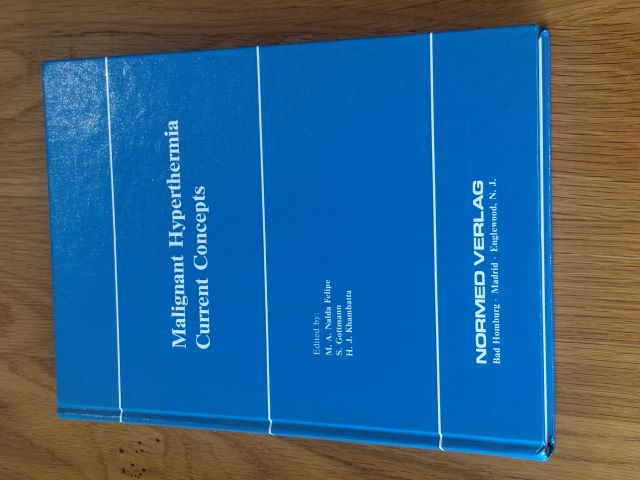 Malignant Hyperthermia
Current Concepts
Edited by:
M. A. Nalda Felipe
S. Gottmann
H. J. Khambatta
NORMED VERLAG
Bad Homburg · Madrid · Englewood, N. J.